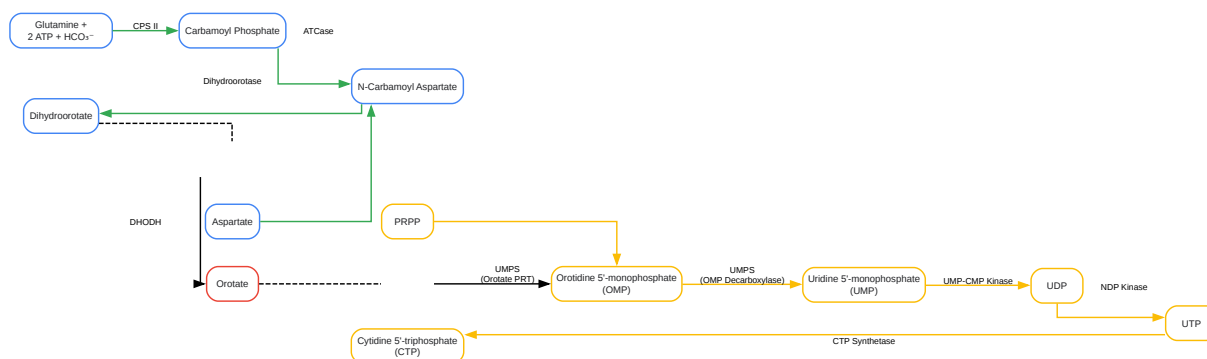 Glutamine +
2 ATP + HCO₃⁻
CPS II
Carbamoyl Phosphate
ATCase
Dihydroorotase
N-Carbamoyl Aspartate
Dihydroorotate
DHODH
Aspartate
PRPP
Orotate
UMPS
(Orotate PRT)
Orotidine 5'-monophosphate
(OMP)
UMPS
(OMP Decarboxylase)
Uridine 5'-monophosphate
(UMP)
UMP-CMP Kinase
UDP
NDP Kinase
UTP
CTP Synthetase
Cytidine 5'-triphosphate
(CTP)